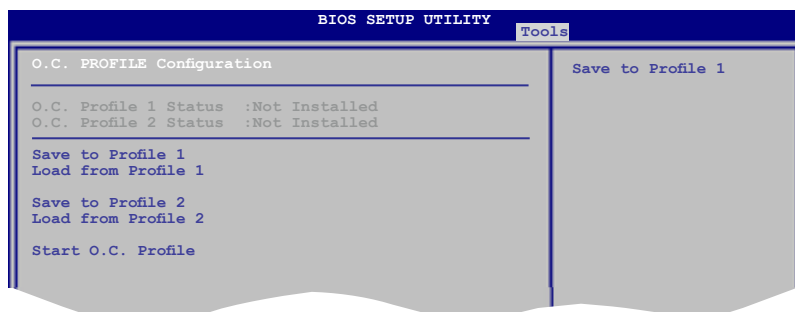 BIOS SETUP UTILITY
Tools
O.C. PROFILE Configuration
O.C. Profile 1 Status :Not Installed
O.C. Profile 2 Status :Not Installed
Save to Profile 1
Load from Profile 1
Save to Profile 2
Load from Profile 2
Start O.C. Profile
Save to Profile 1